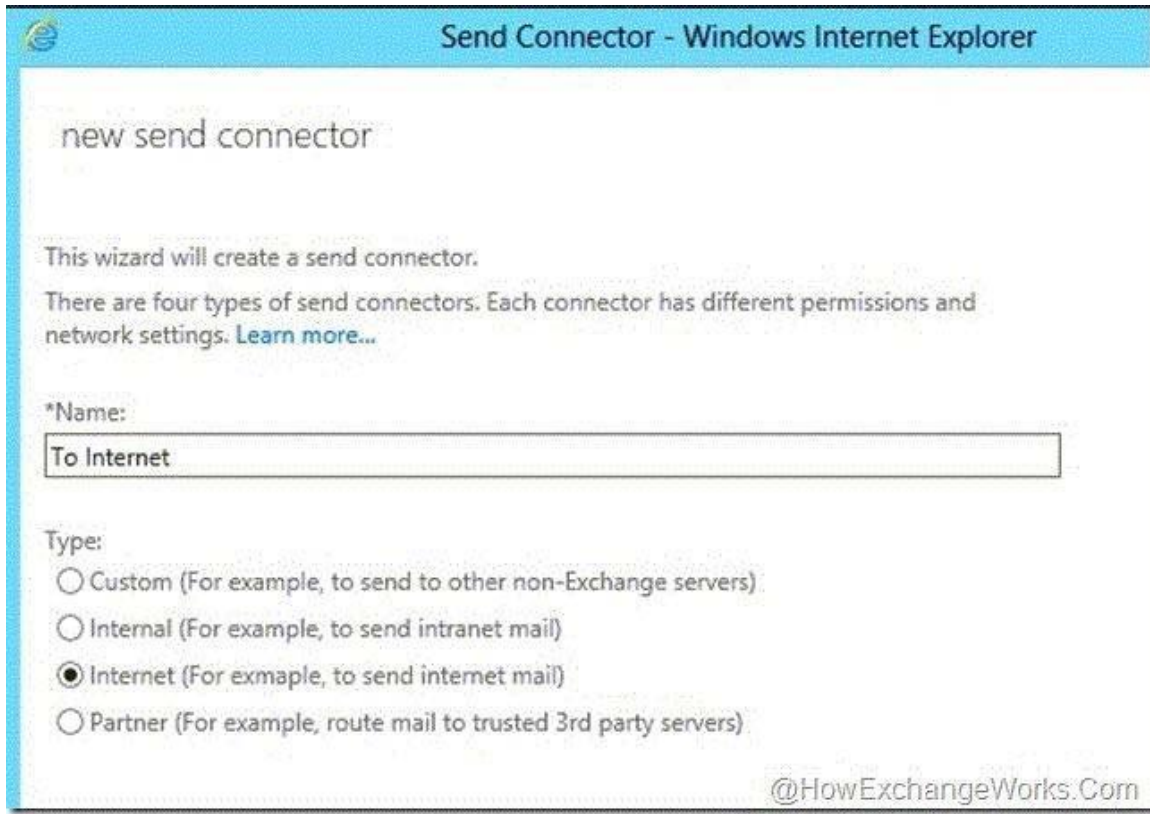 Send Connector - Windows Internet Explorer
new send connector
This wizard will create a send connector.
There are four types of send connectors. Each connector has different permissions and
network settings. Learn more...
*Name:
To Internet
Type:
Custom (For example, to send to other non-Exchange servers)
Internal (For example, to send intranet mail)
Internet (For exmaple, to send internet mail)
Partner (For example, route mail to trusted 3rd party servers)
@HowExchangeWorks.Com